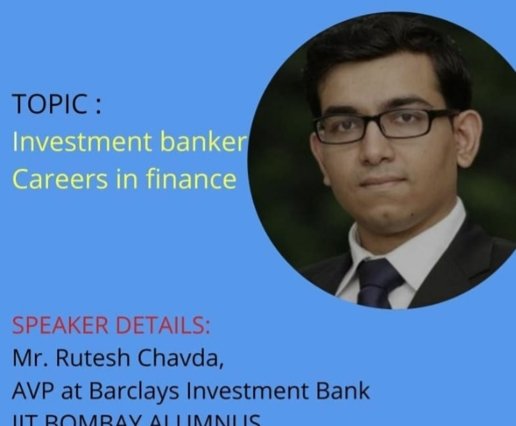 TOPIC :
Investment banker
Careers in finance
SPEAKER DETAILS:
Mr. Rutesh Chavda,
AVP at Barclays Investment Bank
IIT BOMBAY ALUMNUS